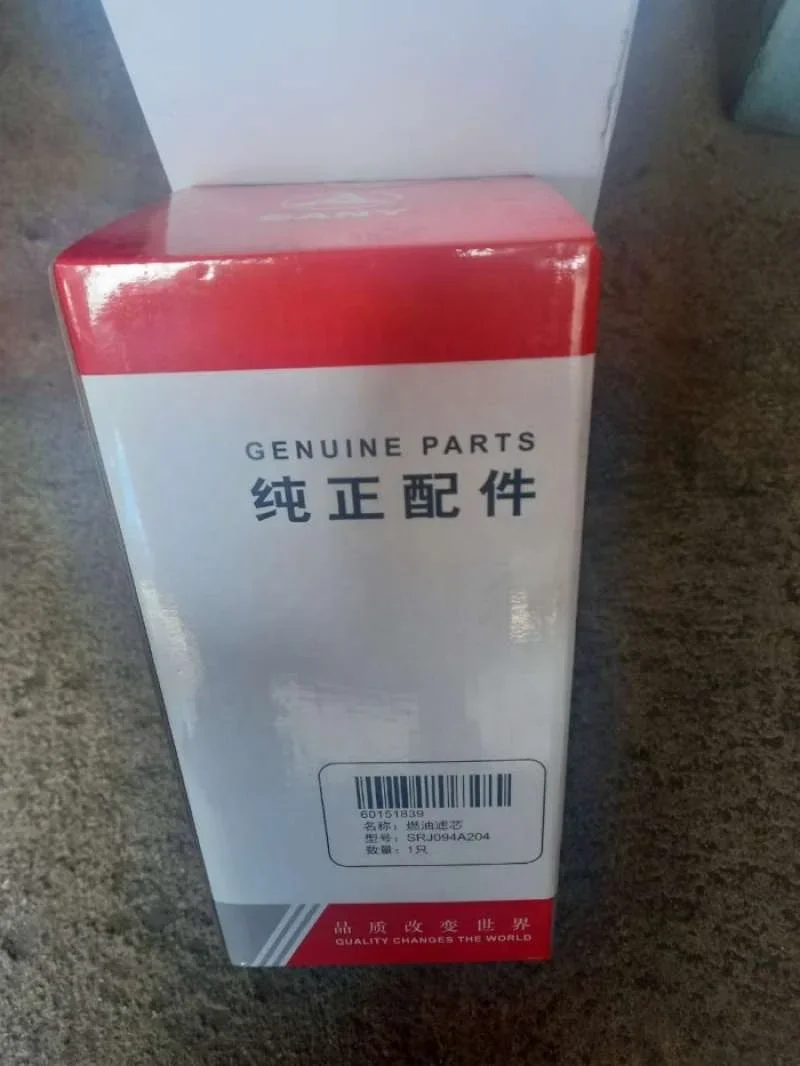 SANY
GENUINE PARTS
纯正配件
60151839
名称：燃油滤芯
型号：SRJ094A204
数量：1只
品质改变世界
QUALITY CHANGES THE WORLD